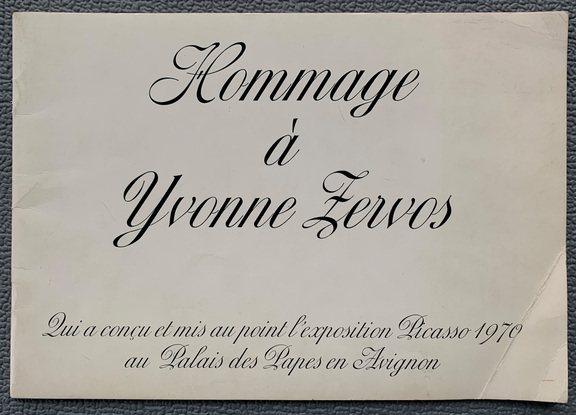 Hommage
à
Yvonne Zervos
Qui a conçu et mis au point l'exposition Picasso 1970
au Palais des Papes en Avignon